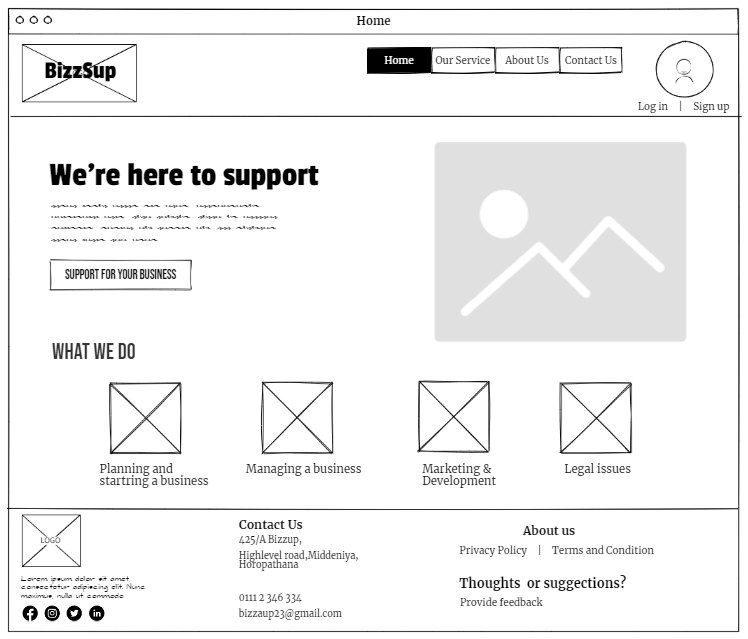 Home
BizzSup
Home
Our Service
About Us
Contact Us
Log in | Sign up
We're here to support
SUPPORT FOR YOUR BUSINESS
WHAT WE DO
Planning and
startring a business
Managing a business
Marketing &
Development
Legal issues
LOGO
Lorem ipsum dolor sit amet,
consectetur adipiscing elit. Nunc
maximus, nulla ut commodo
Contact Us
425/A Bizzup,
Highlevel road,Middeniya,
Horopathana
0111 2 346 334
bizzaup23@gmail.com
About us
Privacy Policy | Terms and Condition
Thoughts or suggestions?
Provide feedback